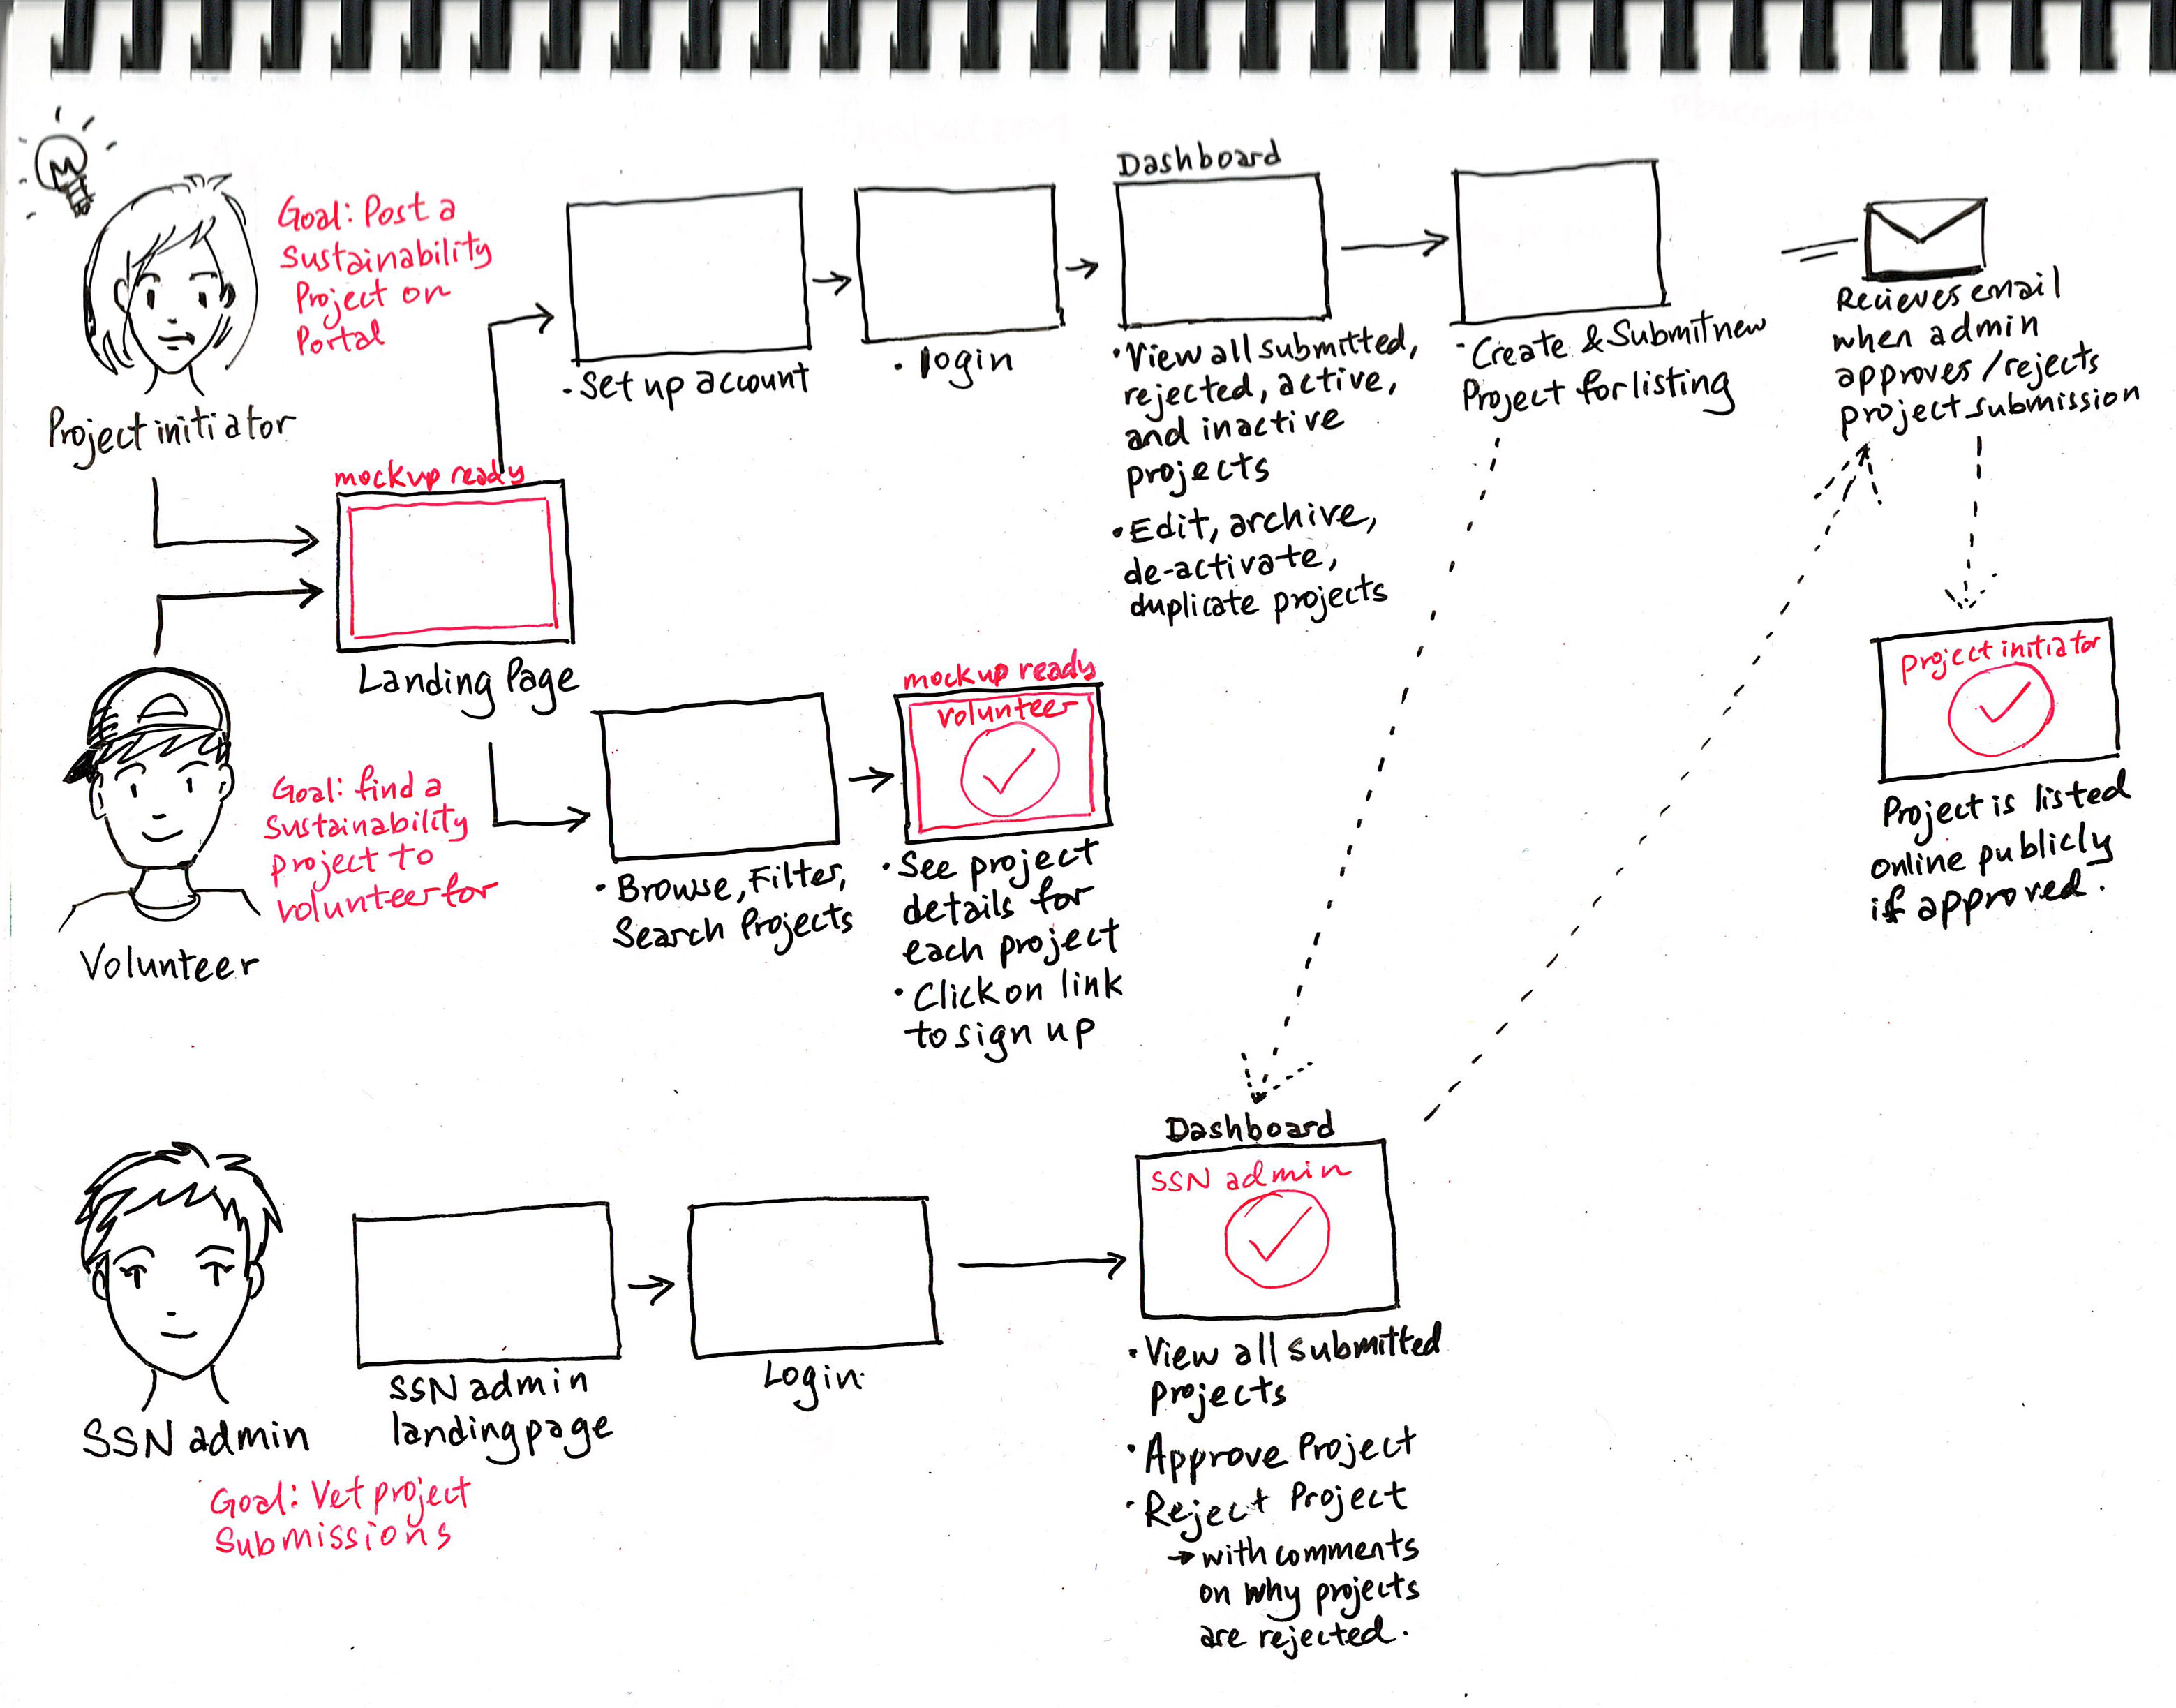 Goal: Post a
Sustainability
Project on
Portal
Project initiator
mockup ready
Landing Page
• Set up account
• login
Dashboard
• View all submitted,
rejected, active,
and inactive
projects
• Edit, archive,
de-activate,
duplicate projects
• Create & Submit new
Project for listing
Recieves email
when admin
approves/rejects
project submission
project initiator
Project is listed
online publicly
if approved.
Goal: find a
Sustainability
project to
volunteer for
Volunteer
• Browse, Filter,
Search Projects
mockup ready
volunteer
• See project
details for
each project
• Click on link
to sign up
SSN admin
Goal: Vet project
Submissions
SSN admin
landing page
Login
Dashboard
SSN admin
• View all submitted
projects
• Approve Project
• Reject Project
→ with comments
on why projects
are rejected.